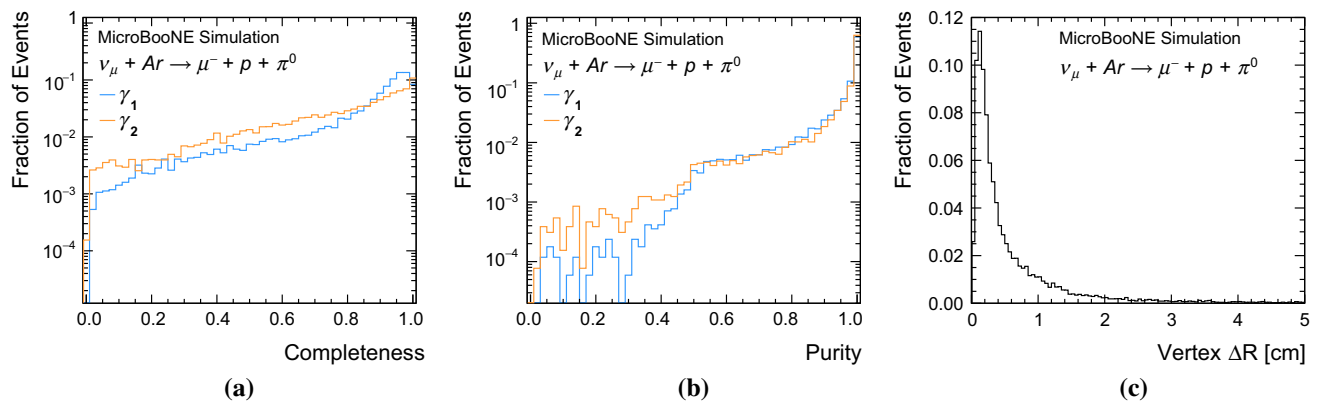 Fraction of Events
1
10⁻¹
10⁻²
10⁻³
10⁻⁴
MicroBooNE Simulation
νμ + Ar → μ⁻ + p + π⁰
γ₁
γ₂
0.0 0.2 0.4 0.6 0.8 1.0
Completeness
(a)
Fraction of Events
1
10⁻¹
10⁻²
10⁻³
10⁻⁴
MicroBooNE Simulation
νμ + Ar → μ⁻ + p + π⁰
γ₁
γ₂
0.0 0.2 0.4 0.6 0.8 1.0
Purity
(b)
Fraction of Events
0.12
0.10
0.08
0.06
0.04
0.02
0.00
MicroBooNE Simulation
νμ + Ar → μ⁻ + p + π⁰
0 1 2 3 4 5
Vertex ΔR [cm]
(c)